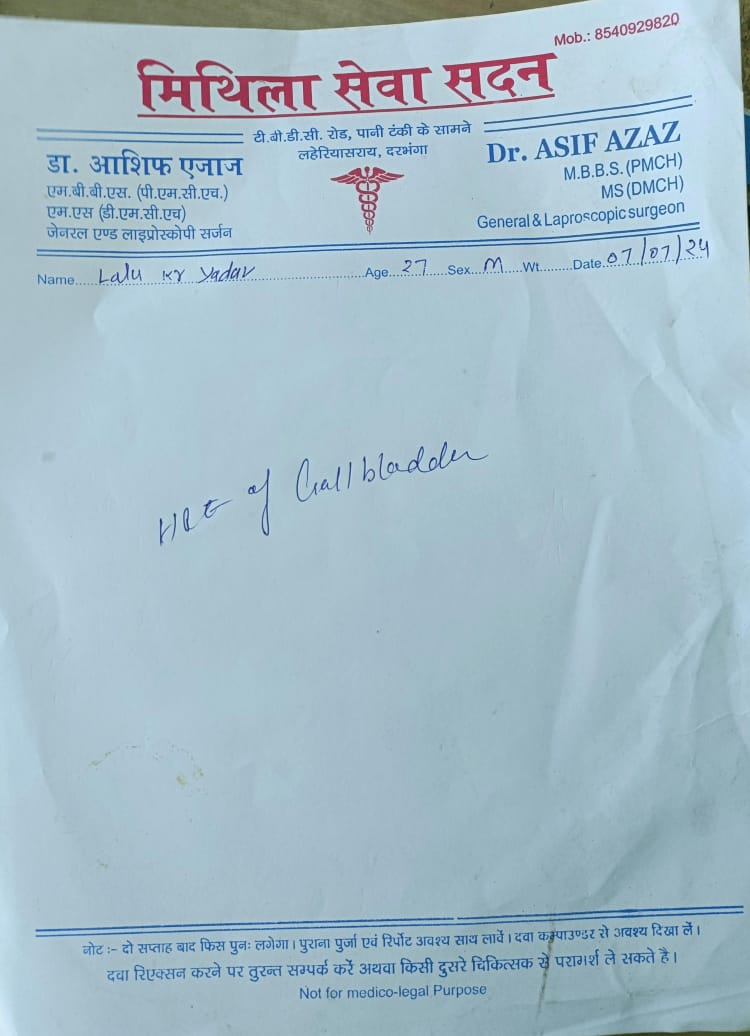 Mob.: 8540929820
मिथिला सेवा सदन
टी.बी.डी.सी. रोड, पानी टंकी के सामने
लहेरियासराय, दरभंगा
डा. आशिफ एजाज
एम.बी.बी.एस. (पी.एम.सी.एच.)
एम.एस (डी.एम.सी.एच)
जेनरल एण्ड लाइप्रोस्कोपी सर्जन
Dr. ASIF AZAZ
M.B.B.S. (PMCH)
MS (DMCH)
General & Laproscopic surgeon
Name.... Lalu Kr Yadav ....Age.. 27 ..Sex.. M ..Wt........Date.. 07/07/24
HPE of Gallbladder
नोट :- दो सप्ताह बाद फिस पुनः लगेगा। पुराना पुर्जा एवं रिर्पोट अवश्य साथ लावें। दवा कम्पाउण्डर से अवश्य दिखा लें।
दवा रिएक्सन करने पर तुरन्त सम्पर्क करें अथवा किसी दुसरे चिकित्सक से परामर्श ले सकते है।
Not for medico-legal Purpose